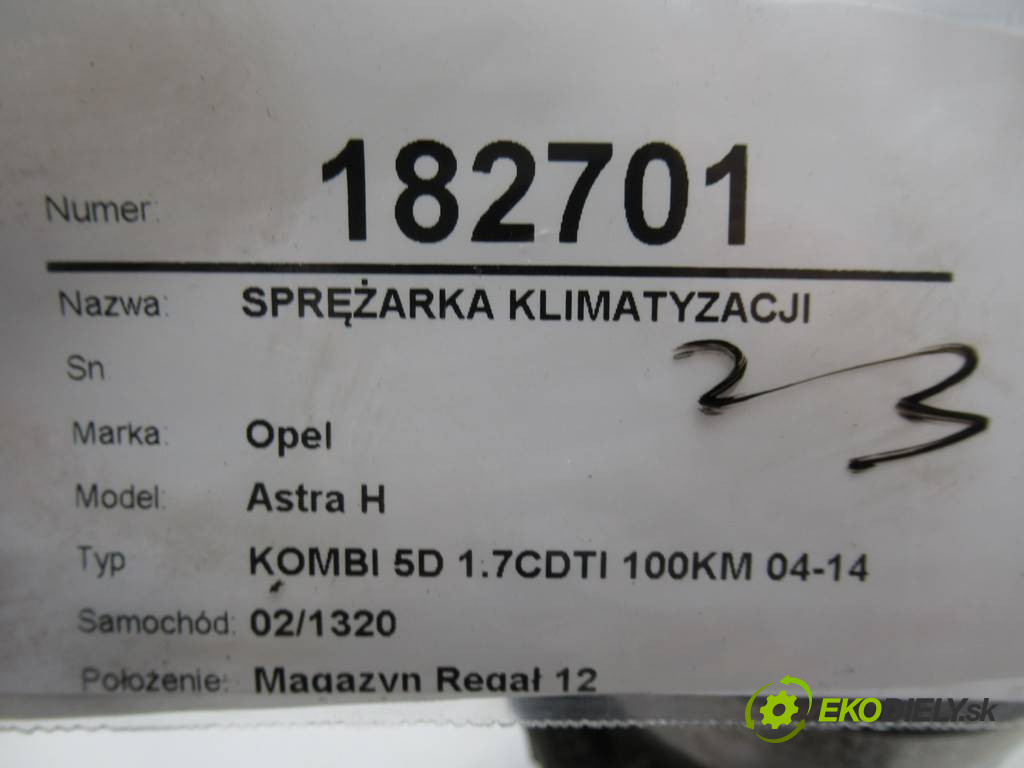 Numer: 182701
Nazwa: SPRĘŻARKA KLIMATYZACJI
Sn
23
Marka: Opel
Model: Astra H
Typ KOMBI 5D 1.7CDTI 100KM 04-14
Samochód: 02/1320
Położenie: Magazyn Regał 12
EKODIELY.sk